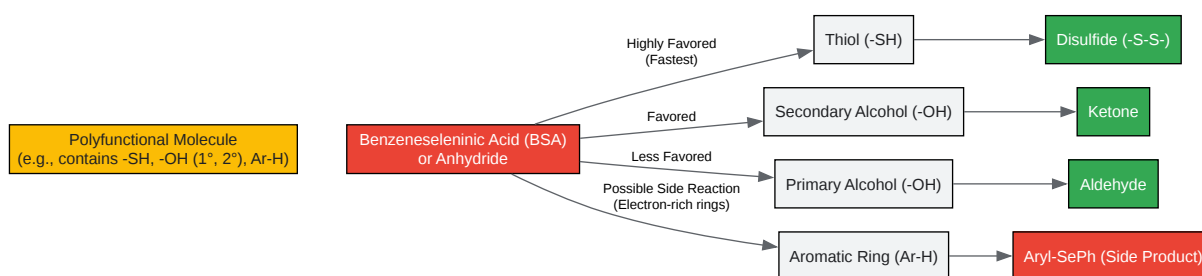 Polyfunctional Molecule
(e.g., contains -SH, -OH (1°, 2°), Ar-H)
Benzeneseleninic Acid (BSA)
or Anhydride
Highly Favored
(Fastest)
Thiol (-SH)
Disulfide (-S-S-)
Favored
Secondary Alcohol (-OH)
Ketone
Less Favored
Primary Alcohol (-OH)
Aldehyde
Possible Side Reaction
(Electron-rich rings)
Aromatic Ring (Ar-H)
Aryl-SePh (Side Product)